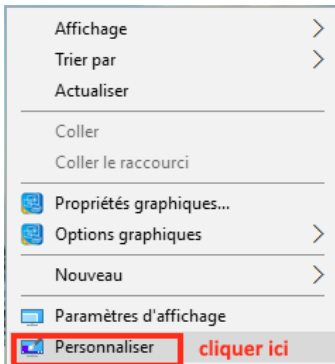 Affichage
Trier par
Actualiser
Coller
Coller le raccourci
Propriétés graphiques...
Options graphiques
Nouveau
Paramètres d'affichage
Personnaliser cliquer ici